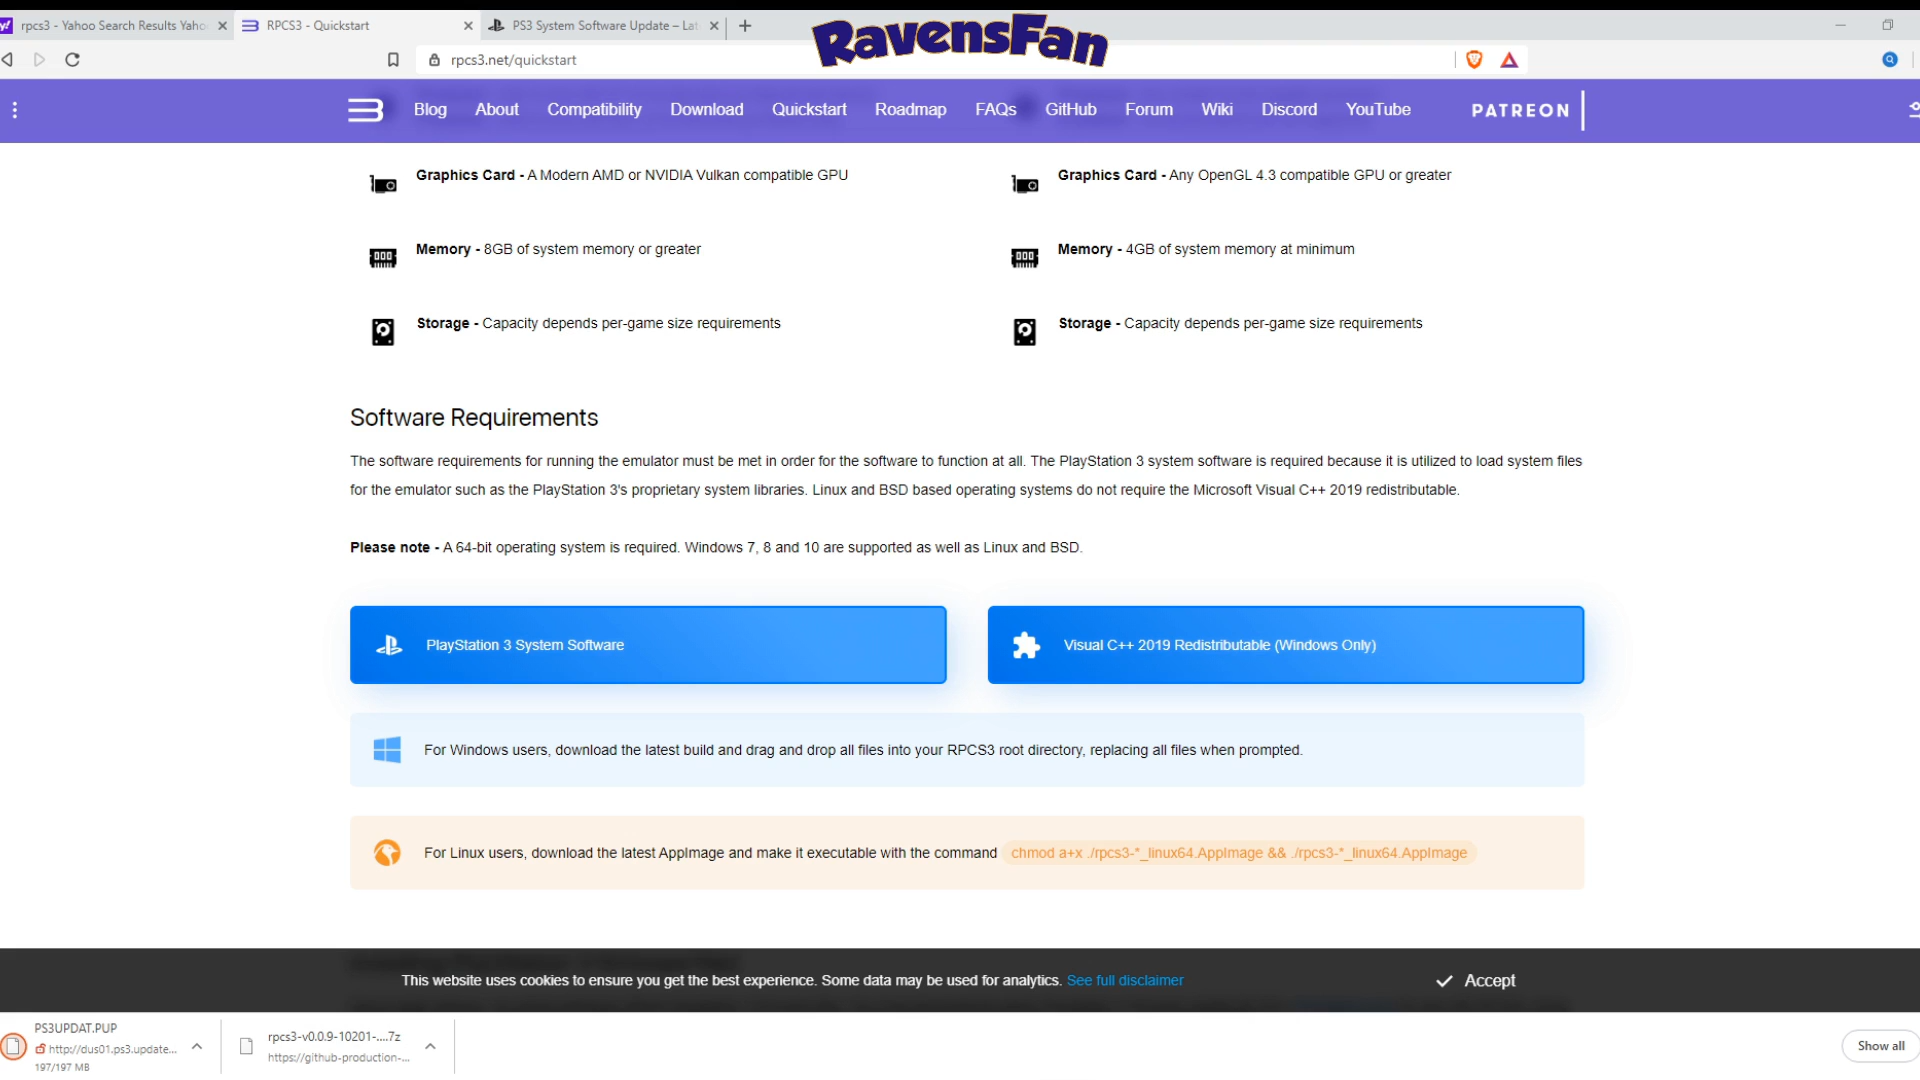 rpcs3 - Yahoo Search Results Yaho
RPCS3 - Quickstart
PS3 System Software Update – Lat
RavensFan
rpcs3.net/quickstart
Blog
About
Compatibility
Download
Quickstart
Roadmap
FAQs
GitHub
Forum
Wiki
Discord
YouTube
PATREON
Graphics Card - A Modern AMD or NVIDIA Vulkan compatible GPU
Graphics Card - Any OpenGL 4.3 compatible GPU or greater
Memory - 8GB of system memory or greater
Memory - 4GB of system memory at minimum
Storage - Capacity depends per-game size requirements
Storage - Capacity depends per-game size requirements
Software Requirements
The software requirements for running the emulator must be met in order for the software to function at all. The PlayStation 3 system software is required because it is utilized to load system files
for the emulator such as the PlayStation 3's proprietary system libraries. Linux and BSD based operating systems do not require the Microsoft Visual C++ 2019 redistributable.
Please note - A 64-bit operating system is required. Windows 7, 8 and 10 are supported as well as Linux and BSD.
PlayStation 3 System Software
Visual C++ 2019 Redistributable (Windows Only)
For Windows users, download the latest build and drag and drop all files into your RPCS3 root directory, replacing all files when prompted.
For Linux users, download the latest AppImage and make it executable with the command chmod a+x ./rpcs3-*_linux64.AppImage && ./rpcs3-*_linux64.AppImage
This website uses cookies to ensure you get the best experience. Some data may be used for analytics. See full disclaimer
Accept
PS3UPDAT.PUP
http://dus01.ps3.update...
197/197 MB
rpcs3-v0.0.9-10201-....7z
https://github-production-...
Show all